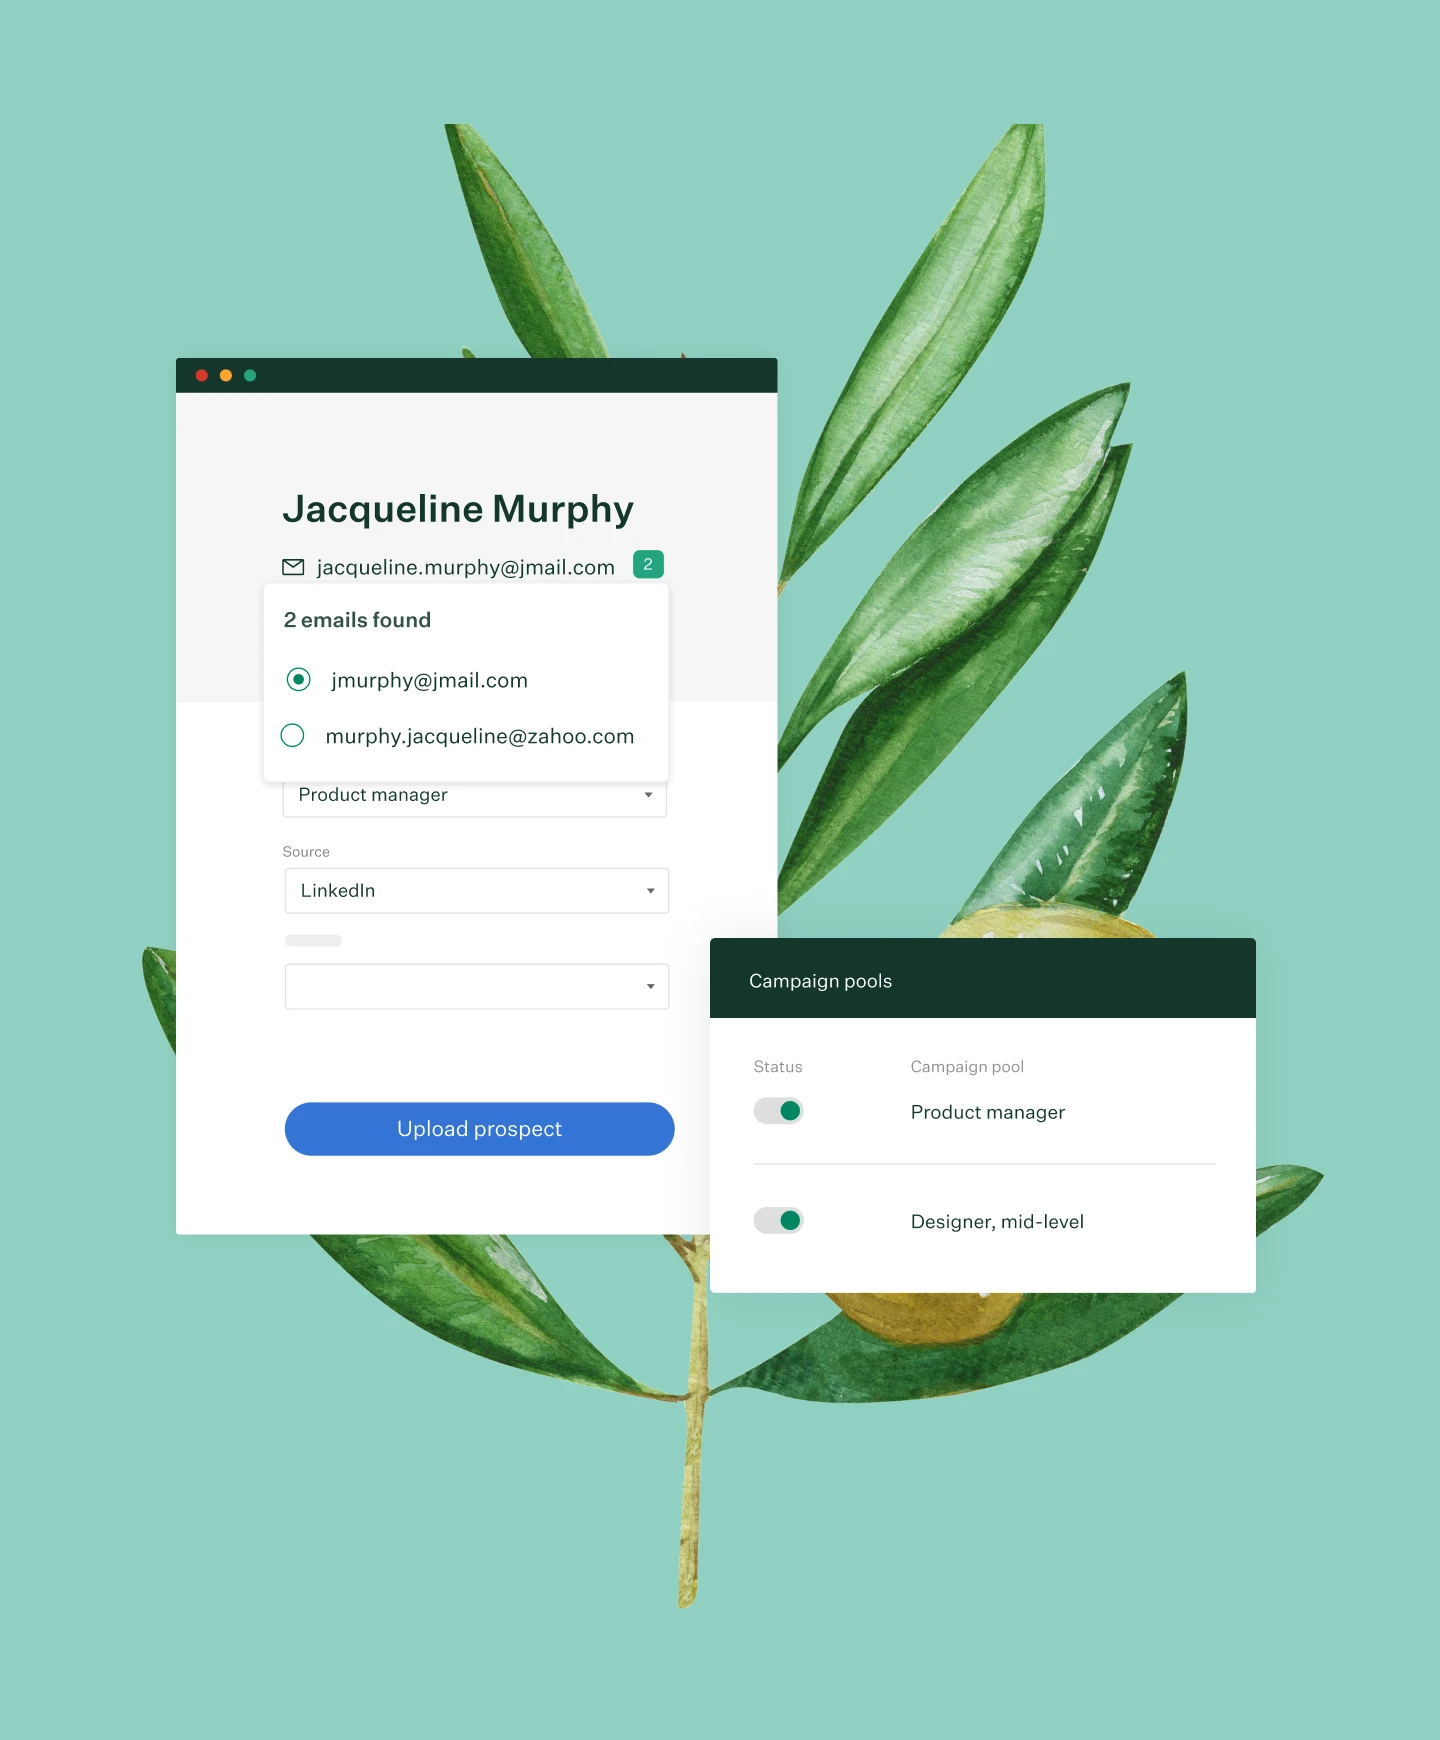 Jacqueline Murphy
jacqueline.murphy@jmail.com 2
2 emails found
jmurphy@jmail.com
murphy.jacqueline@zahoo.com
Product manager
Source
LinkedIn
Upload prospect
Campaign pools
Status Campaign pool
Product manager
Designer, mid-level